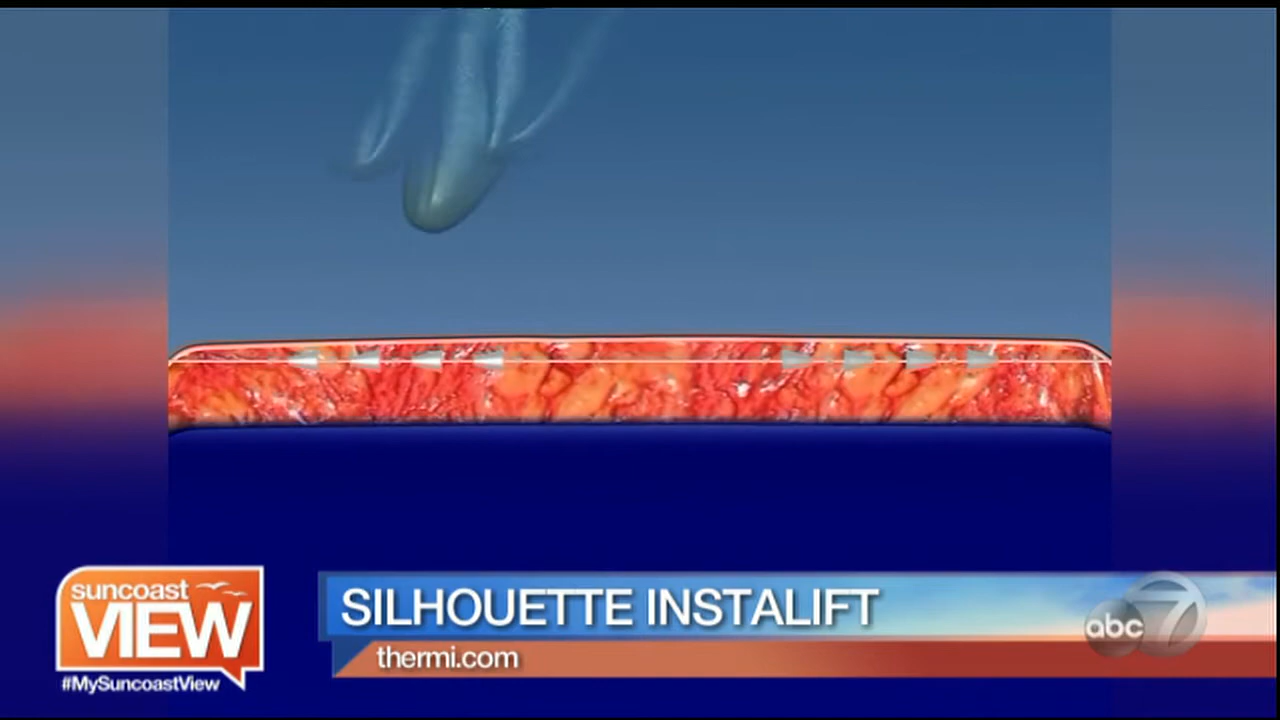 suncoast
VIEW
#MySuncoastView
SILHOUETTE INSTALIFT
thermi.com
abc 7